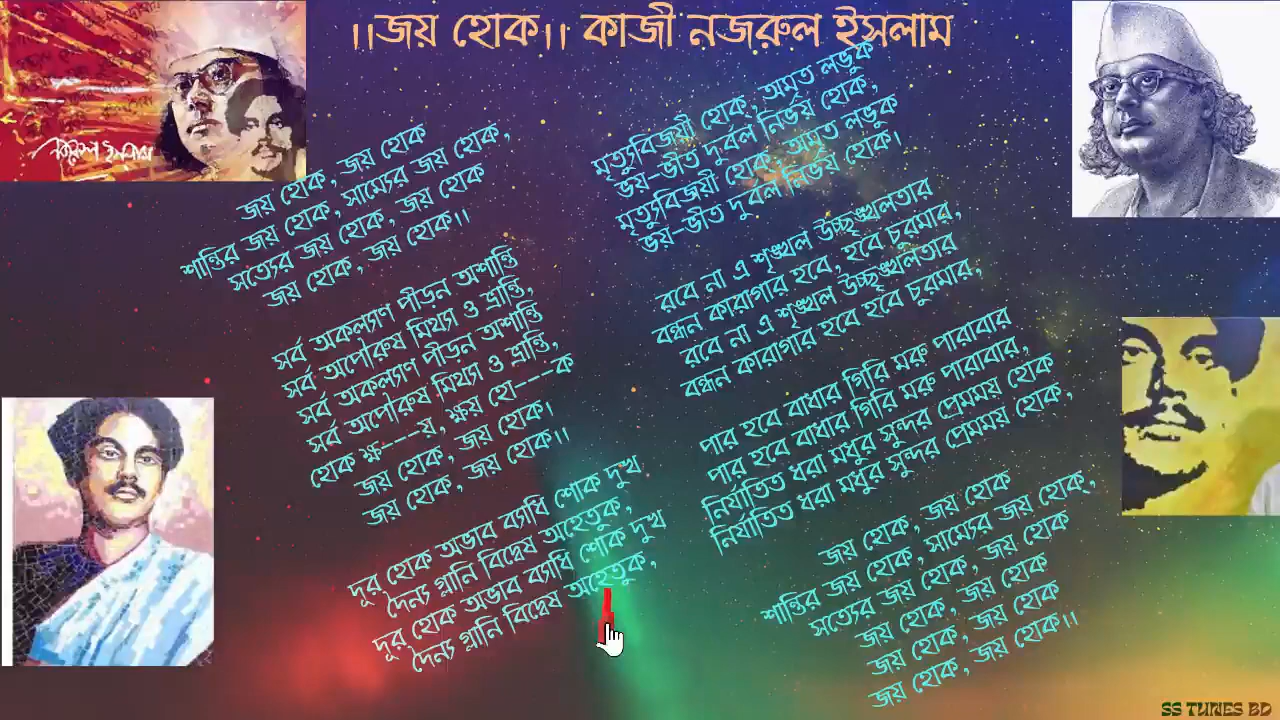 ।।জয় হোক।। কাজী নজরুল ইসলাম
নজরুল ইসলাম
জয় হোক, জয় হোক
শান্তির জয় হোক, সাম্যের জয় হোক,
সত্যের জয় হোক, জয় হোক
জয় হোক, জয় হোক।।
সর্ব অকল্যাণ পীড়ন অশান্তি
সর্ব অপৌরুষ মিথ্যা ও ভ্রান্তি,
সর্ব অকল্যাণ পীড়ন অশান্তি
সর্ব অপৌরুষ মিথ্যা ও ভ্রান্তি,
হোক ক্ষ---য়, ক্ষয় হো---ক
জয় হোক, জয় হোক।
জয় হোক, জয় হোক।।
দূর হোক অভাব ব্যাধি শোক দুখ
দৈন্য গ্লানি বিদ্বেষ অহেতুক,
দূর হোক অভাব ব্যাধি শোক দুখ
দৈন্য গ্লানি বিদ্বেষ অহেতুক,
মৃত্যুবিজয়ী হোক, অমৃত লভুক
ভয়-ভীত দুর্বল নির্ভয় হোক,
মৃত্যুবিজয়ী হোক, অমৃত লভুক
ভয়-ভীত দুর্বল নির্ভয় হোক।
রবে না এ শৃঙ্খল উচ্ছৃঙ্খলতার
বন্ধন কারাগার হবে, হবে চুরমার,
রবে না এ শৃঙ্খল উচ্ছৃঙ্খলতার
বন্ধন কারাগার হবে হবে চুরমার,
পার হবে বাধার গিরি মরু পারাবার
পার হবে বাধার গিরি মরু পারাবার,
নির্যাতিত ধরা মধুর সুন্দর প্রেমময় হোক
নির্যাতিত ধরা মধুর সুন্দর প্রেমময় হোক,
জয় হোক, জয় হোক
শান্তির জয় হোক, সাম্যের জয় হোক,
সত্যের জয় হোক, জয় হোক
জয় হোক, জয় হোক
জয় হোক, জয় হোক
জয় হোক, জয় হোক।।
SS TUNES BD